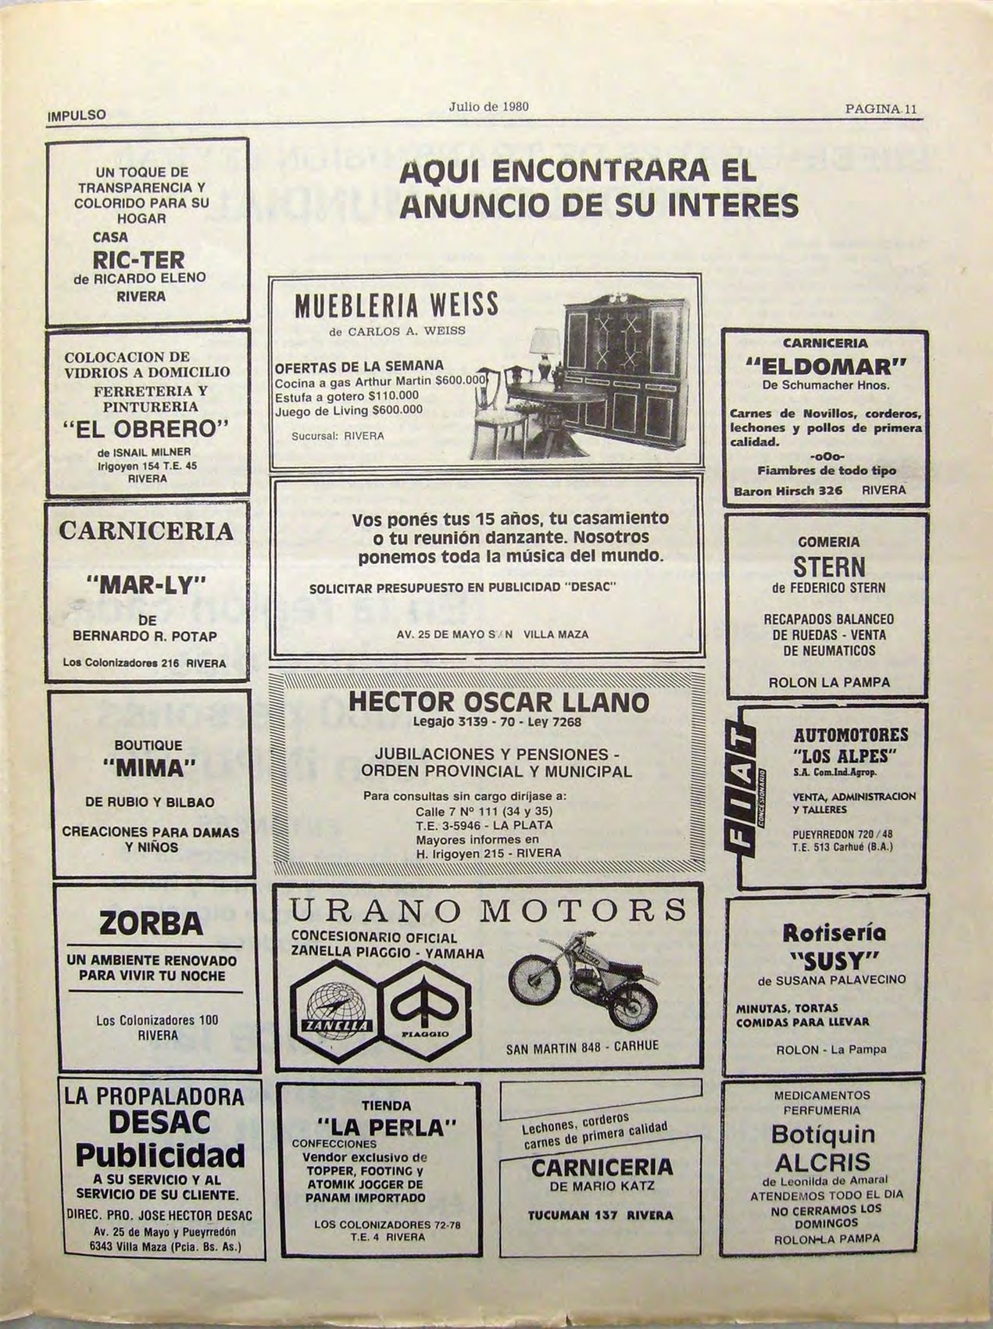 IMPULSO
Julio de 1980
PAGINA 11
AQUI ENCONTRARA EL
ANUNCIO DE SU INTERES
UN TOQUE DE
TRANSPARENCIA Y
COLORIDO PARA SU
HOGAR
CASA
RIC-TER
de RICARDO ELENO
RIVERA
COLOCACION DE
VIDRIOS A DOMICILIO
FERRETERIA Y
PINTURERIA
"EL OBRERO"
de ISNAIL MILNER
Irigoyen 154 T.E. 45
RIVERA
CARNICERIA
"MAR-LY"
DE
BERNARDO R. POTAP
Los Colonizadores 216 RIVERA
BOUTIQUE
"MIMA"
DE RUBIO Y BILBAO
CREACIONES PARA DAMAS
Y NIÑOS
ZORBA
UN AMBIENTE RENOVADO
PARA VIVIR TU NOCHE
Los Colonizadores 100
RIVERA
LA PROPALADORA
DESAC
Publicidad
A SU SERVICIO Y AL
SERVICIO DE SU CLIENTE.
DIREC. PRO. JOSE HECTOR DESAC
Av. 25 de Mayo y Pueyrredón
6343 Villa Maza (Pcia. Bs. As.)
MUEBLERIA WEISS
de CARLOS A. WEISS
OFERTAS DE LA SEMANA
Cocina a gas Arthur Martin $600.000
Estufa a gotero $110.000
Juego de Living $600.000
Sucursal: RIVERA
Vos ponés tus 15 años, tu casamiento
o tu reunión danzante. Nosotros
ponemos toda la música del mundo.
SOLICITAR PRESUPUESTO EN PUBLICIDAD "DESAC"
AV. 25 DE MAYO S/N VILLA MAZA
HECTOR OSCAR LLANO
Legajo 3139 - 70 - Ley 7268
JUBILACIONES Y PENSIONES -
ORDEN PROVINCIAL Y MUNICIPAL
Para consultas sin cargo diríjase a:
Calle 7 Nº 111 (34 y 35)
T.E. 3-5946 - LA PLATA
Mayores informes en
H. Irigoyen 215 - RIVERA
URANO MOTORS
CONCESIONARIO OFICIAL
ZANELLA PIAGGIO - YAMAHA
ZANELLA
PIAGGIO
SAN MARTIN 848 - CARHUE
TIENDA
"LA PERLA"
CONFECCIONES
Vendor exclusivo de
TOPPER, FOOTING y
ATOMIK JOGGER DE
PANAM IMPORTADO
LOS COLONIZADORES 72-78
T.E. 4 RIVERA
Lechones, corderos
carnes de primera calidad
CARNICERIA
DE MARIO KATZ
TUCUMAN 137 RIVERA
CARNICERIA
"ELDOMAR"
De Schumacher Hnos.
Carnes de Novillos, corderos,
lechones y pollos de primera
calidad.
-oOo-
Fiambres de todo tipo
Baron Hirsch 326 RIVERA
GOMERIA
STERN
de FEDERICO STERN
RECAPADOS BALANCEO
DE RUEDAS - VENTA
DE NEUMATICOS
ROLON LA PAMPA
FIAT
CONCESIONARIO
AUTOMOTORES
"LOS ALPES"
S.A. Com.Ind.Agrop.
VENTA, ADMINISTRACION
Y TALLERES
PUEYRREDON 720/48
T.E. 513 Carhué (B.A.)
Rotisería
"SUSY"
de SUSANA PALAVECINO
MINUTAS, TORTAS
COMIDAS PARA LLEVAR
ROLON - La Pampa
MEDICAMENTOS
PERFUMERIA
Botíquin
ALCRIS
de Leonilda de Amaral
ATENDEMOS TODO EL DIA
NO CERRAMOS LOS
DOMINGOS
ROLON-LA PAMPA